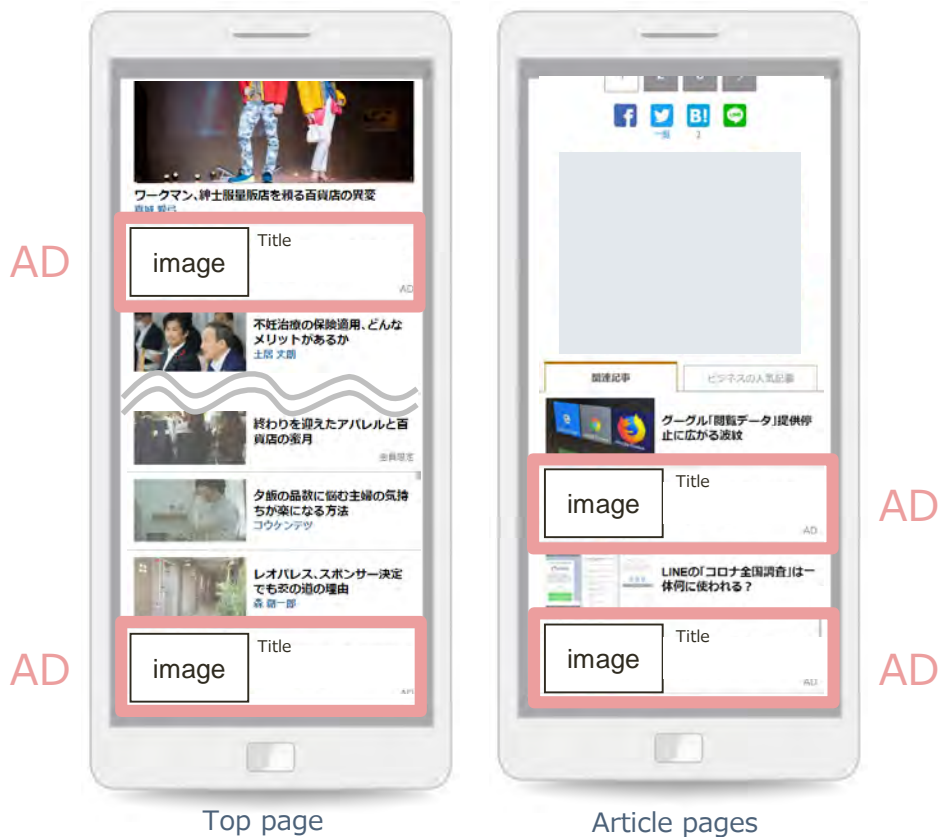 ワークマン、紳士服量販店を頼る百貨店の異変
AD
image
Title
AD
不妊治療の保険適用、どんな
メリットがあるか
土居 丈朗
終わりを迎えたアパレルと百
貨店の蜜月
会員限定
夕飯の品数に悩む主婦の気持
ちが楽になる方法
コウケンテツ
レオパレス、スポンサー決定
でも茨の道の理由
AD
image
Title
AD
Top page
B!
LINE
関連記事
ビジネスの人気記事
グーグル「閲覧データ」提供停
止に広がる波紋
image
Title
AD
AD
LINEの「コロナ全国調査」は一
体何に使われる?
image
Title
AD
AD
Article pages